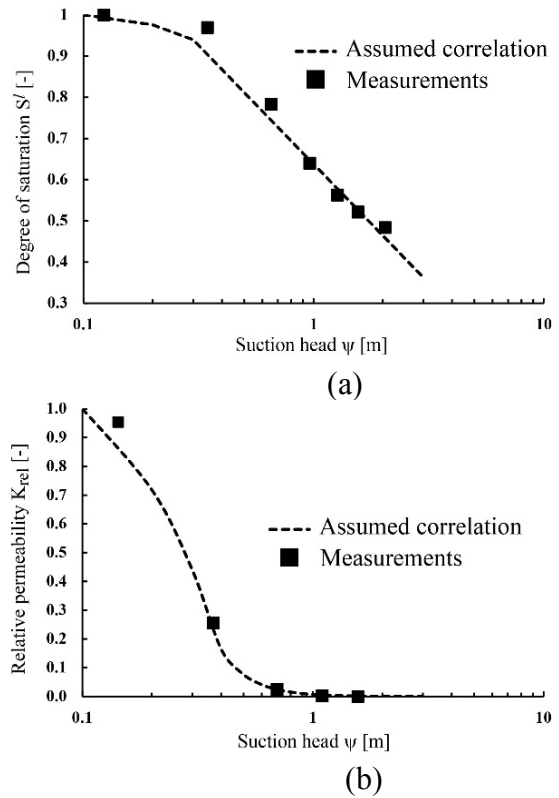 1
0.9
0.8
0.7
0.6
0.5
0.4
0.3
Degree of saturation Sˡ [-]
Assumed correlation
Measurements
0.1
1
10
Suction head ψ [m]
(a)
1.0
0.9
0.8
0.7
0.6
0.5
0.4
0.3
0.2
0.1
0.0
Relative permeability Krel [-]
Assumed correlation
Measurements
0.1
1
10
Suction head ψ [m]
(b)